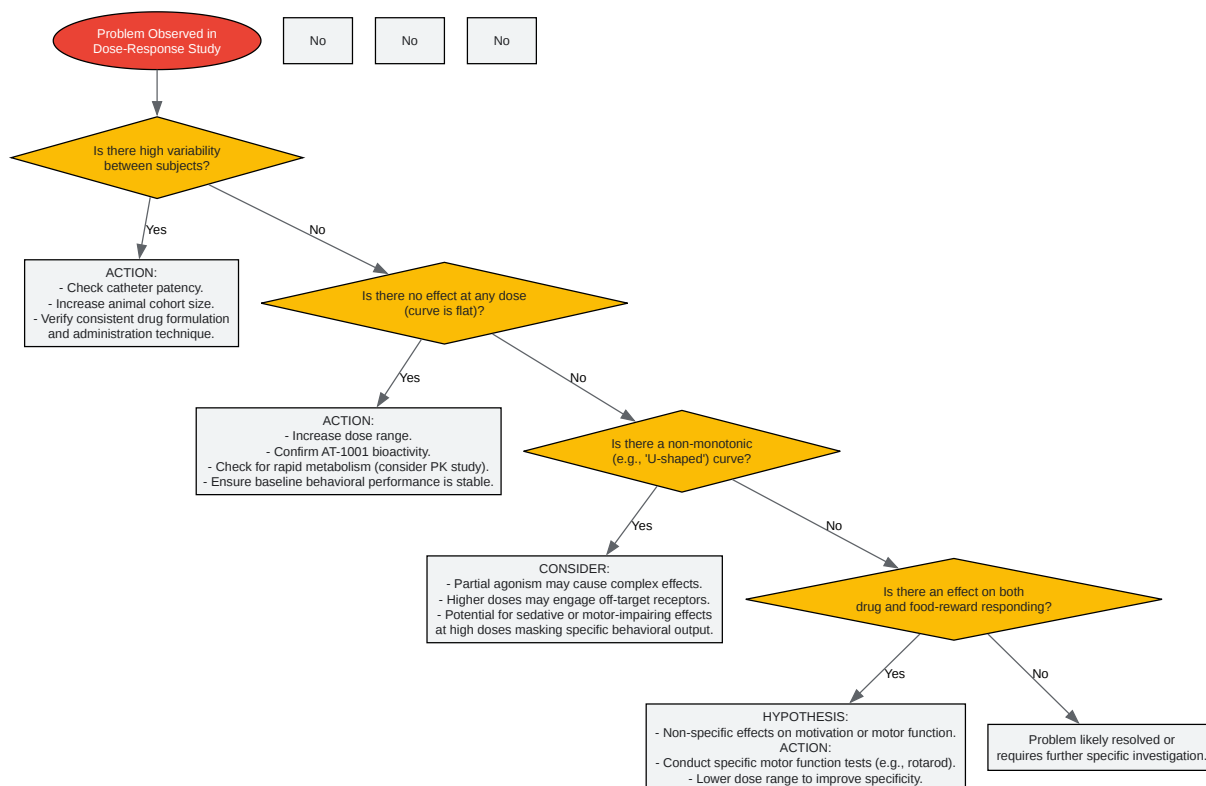 Problem Observed in
Dose-Response Study
No
No
No
Is there high variability
between subjects?
Yes
No
ACTION:
- Check catheter patency.
- Increase animal cohort size.
- Verify consistent drug formulation
and administration technique.
Is there no effect at any dose
(curve is flat)?
Yes
No
ACTION:
- Increase dose range.
- Confirm AT-1001 bioactivity.
- Check for rapid metabolism (consider PK study).
- Ensure baseline behavioral performance is stable.
Is there a non-monotonic
(e.g., 'U-shaped') curve?
Yes
No
CONSIDER:
- Partial agonism may cause complex effects.
- Higher doses may engage off-target receptors.
- Potential for sedative or motor-impairing effects
at high doses masking specific behavioral output.
Is there an effect on both
drug and food-reward responding?
Yes
No
HYPOTHESIS:
- Non-specific effects on motivation or motor function.
ACTION:
- Conduct specific motor function tests (e.g., rotarod).
- Lower dose range to improve specificity.
Problem likely resolved or
requires further specific investigation.